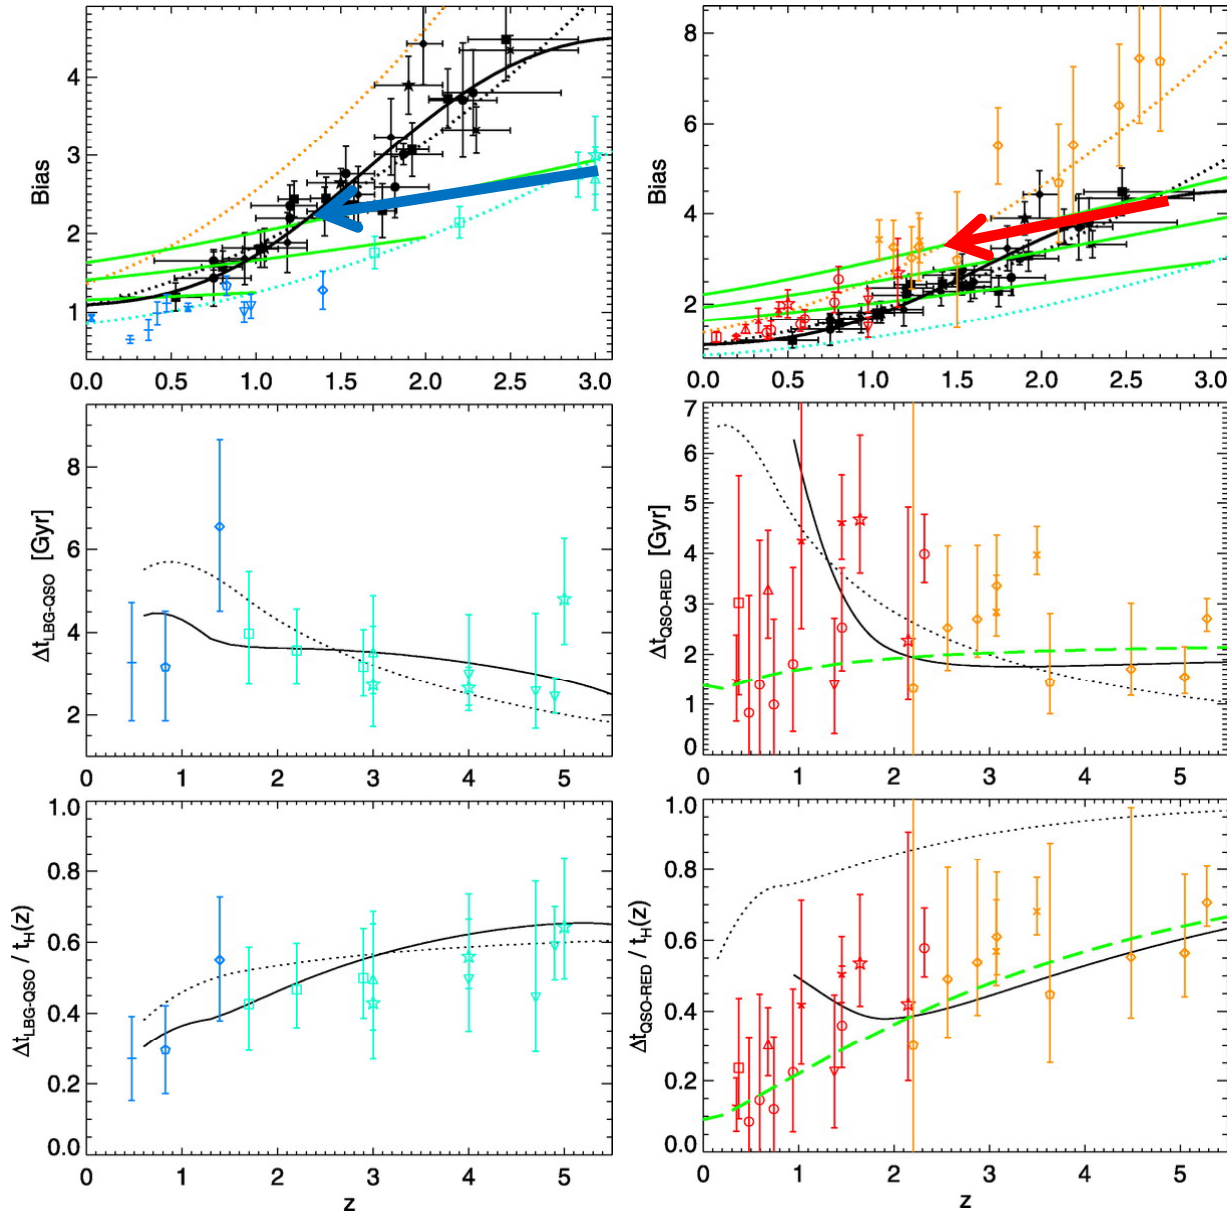 Bias
4
3
2
1
0.0 0.5 1.0 1.5 2.0 2.5 3.0
Bias
8
6
4
2
0.0 0.5 1.0 1.5 2.0 2.5 3.0
Δt_LBG-QSO [Gyr]
8
6
4
2
0 1 2 3 4 5
Δt_QSO-RED [Gyr]
7
6
5
4
3
2
1
0
0 1 2 3 4 5
Δt_LBG-QSO / t_H(z)
1.0
0.8
0.6
0.4
0.2
0.0
0 1 2 3 4 5
z
Δt_QSO-RED / t_H(z)
1.0
0.8
0.6
0.4
0.2
0.0
0 1 2 3 4 5
z